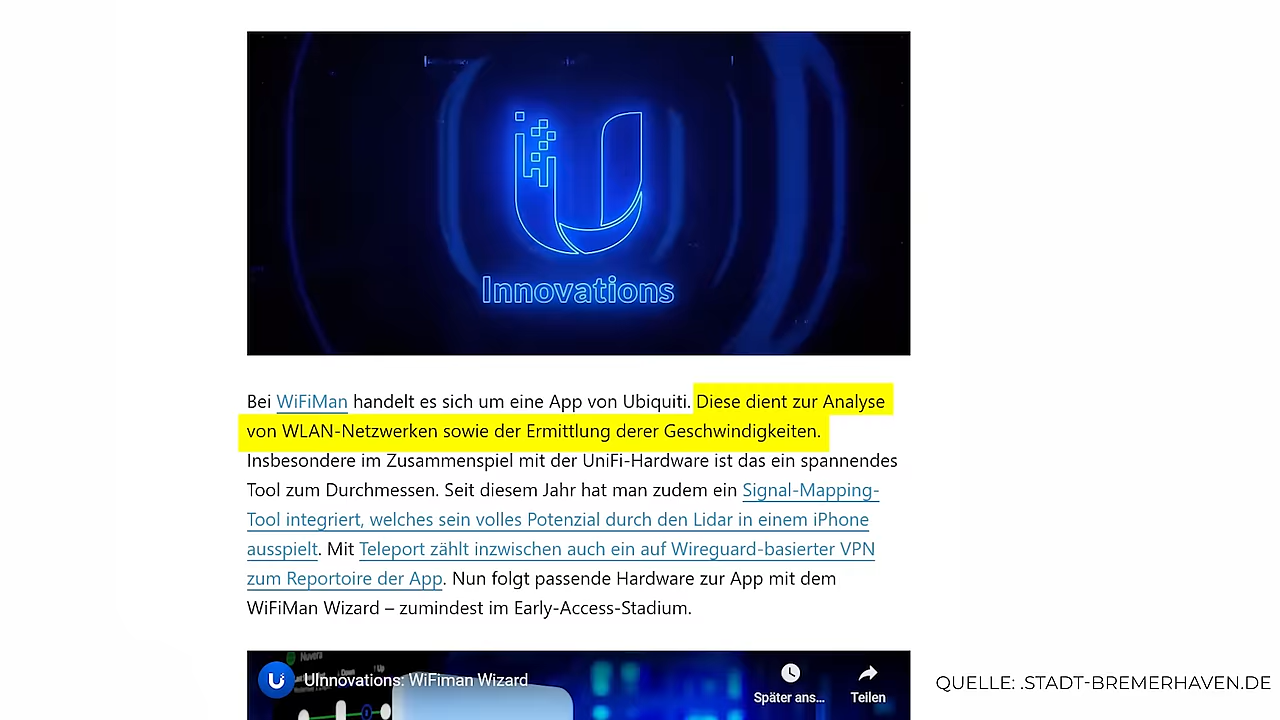 Innovations
Bei WiFiMan handelt es sich um eine App von Ubiquiti. Diese dient zur Analyse
von WLAN-Netzwerken sowie der Ermittlung derer Geschwindigkeiten.
Insbesondere im Zusammenspiel mit der UniFi-Hardware ist das ein spannendes
Tool zum Durchmessen. Seit diesem Jahr hat man zudem ein Signal-Mapping-
Tool integriert, welches sein volles Potenzial durch den Lidar in einem iPhone
ausspielt. Mit Teleport zählt inzwischen auch ein auf Wireguard-basierter VPN
zum Reportoire der App. Nun folgt passende Hardware zur App mit dem
WiFiMan Wizard – zumindest im Early-Access-Stadium.
Nuvera
Down Up
UInnovations: WiFiman Wizard
Später ans...
Teilen
QUELLE: .STADT-BREMERHAVEN.DE